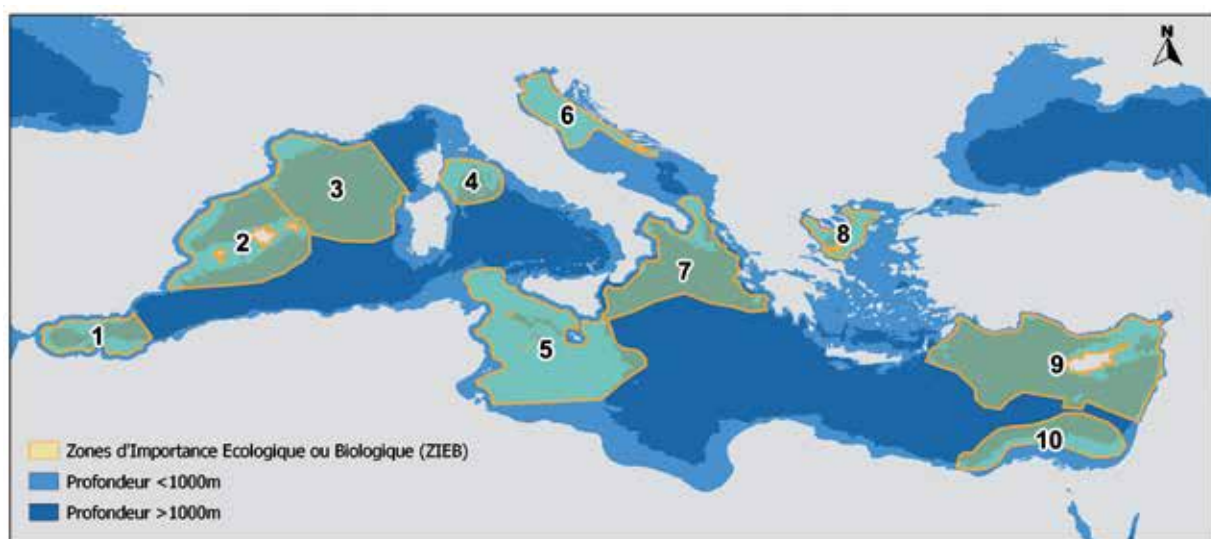 N
6
3
4
2
8
7
1
5
9
10
Zones d'Importance Ecologique ou Biologique (ZIEB)
Profondeur <1000m
Profondeur >1000m